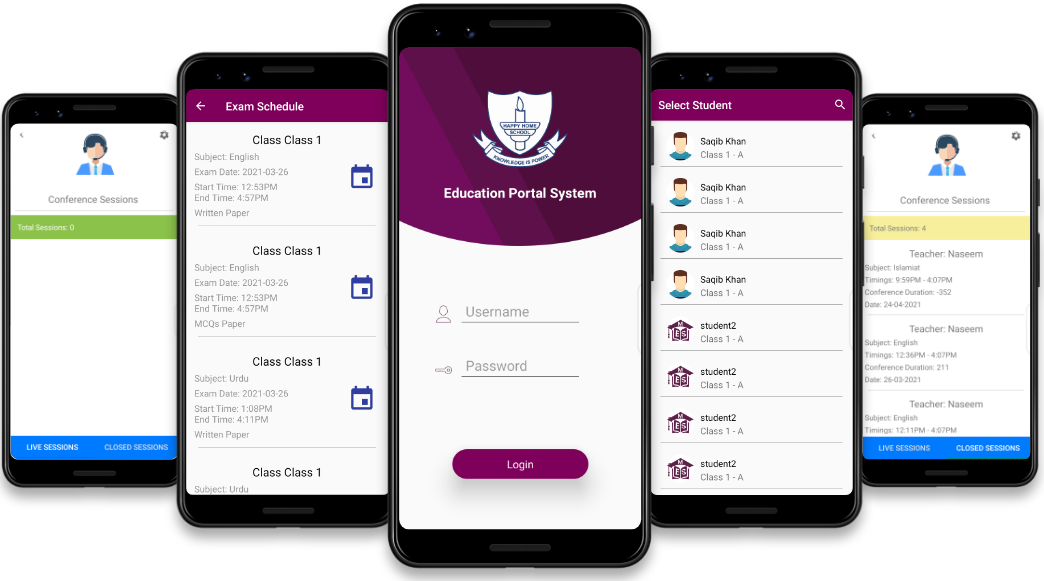 Conference Sessions
Total Sessions: 0
LIVE SESSIONS
CLOSED SESSIONS
Exam Schedule
Class Class 1
Subject: English
Exam Date: 2021-03-26
Start Time: 12:53PM
End Time: 4:57PM
Written Paper
Class Class 1
Subject: English
Exam Date: 2021-03-26
Start Time: 12:53PM
End Time: 4:57PM
MCQs Paper
Class Class 1
Subject: Urdu
Exam Date: 2021-03-26
Start Time: 1:08PM
End Time: 4:11PM
Written Paper
Class Class 1
Subject: Urdu
HAPPY HOME
SCHOOL
KNOWLEDGE IS POWER
Education Portal System
Username
Password
Login
Select Student
Saqib Khan
Class 1 - A
Saqib Khan
Class 1 - A
Saqib Khan
Class 1 - A
Saqib Khan
Class 1 - A
MES
student2
Class 1 - A
MES
student2
Class 1 - A
MES
student2
Class 1 - A
MES
student2
Class 1 - A
Conference Sessions
Total Sessions: 4
Teacher: Naseem
Subject: Islamiat
Timings: 9:59PM - 4:07PM
Conference Duration: -352
Date: 24-04-2021
Teacher: Naseem
Subject: English
Timings: 12:36PM - 4:07PM
Conference Duration: 211
Date: 26-03-2021
Teacher: Naseem
Subject: English
Timings: 12:11PM - 4:07PM
LIVE SESSIONS
CLOSED SESSIONS